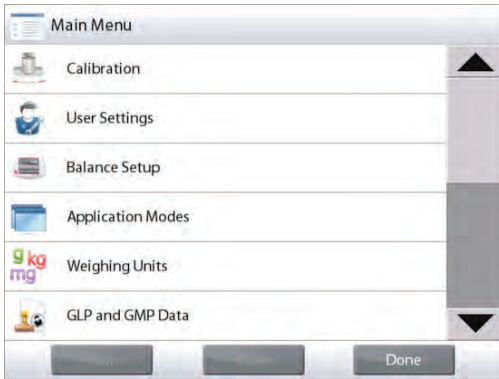 Main Menu
Calibration
User Settings
Balance Setup
Application Modes
g kg
mg
Weighing Units
GLP and GMP Data
Done